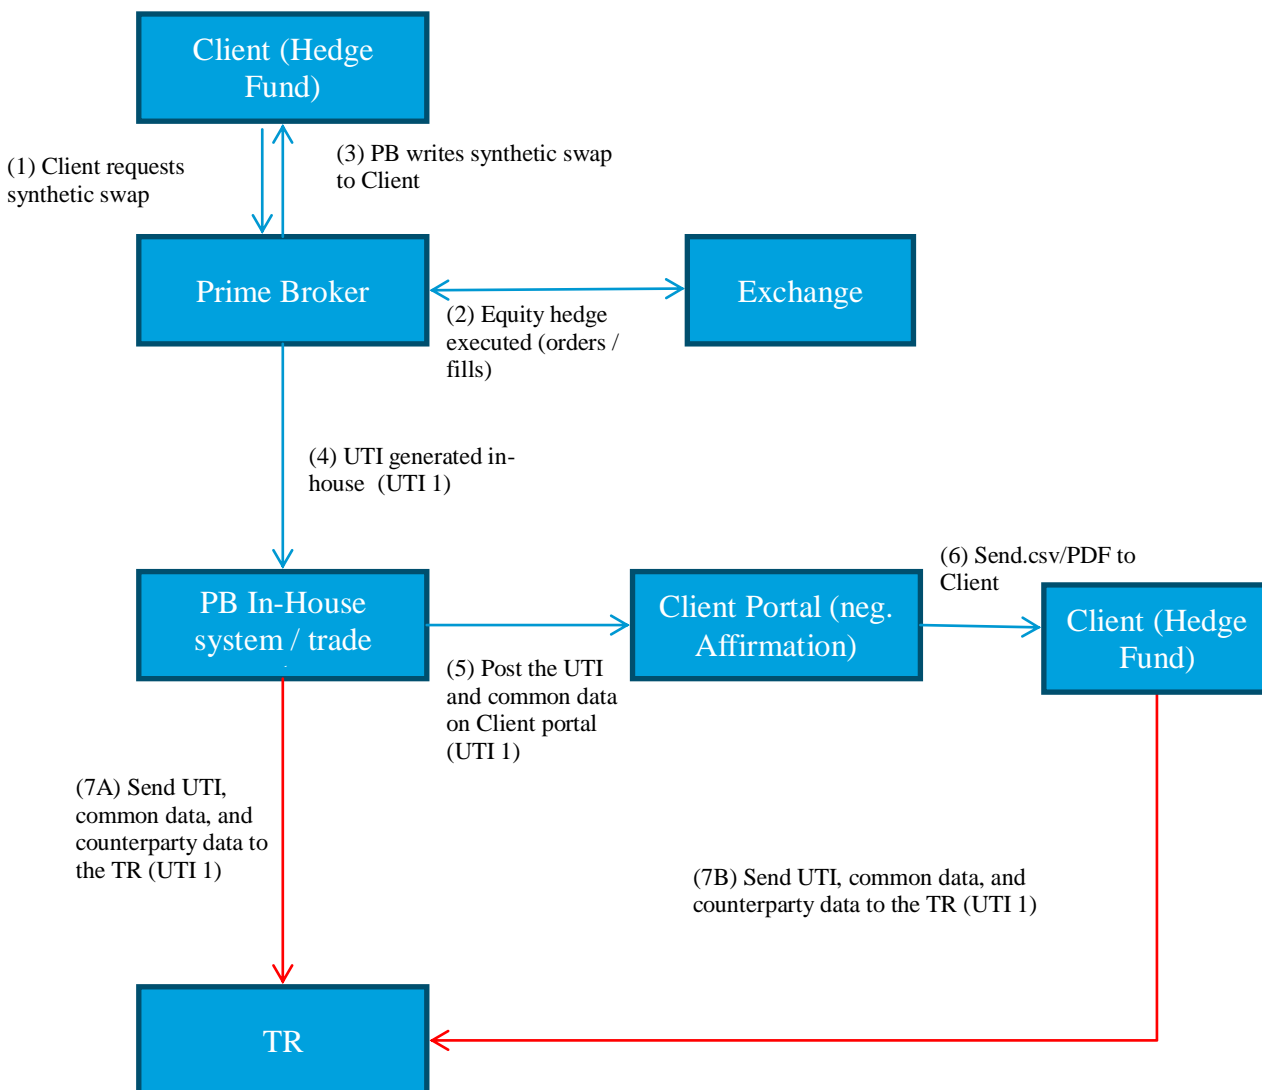 Client (Hedge
Fund)
(1) Client requests
synthetic swap
(3) PB writes synthetic swap
to Client
Prime Broker
Exchange
(2) Equity hedge
executed (orders /
fills)
(4) UTI generated in-
house  (UTI 1)
PB In-House
system / trade
(5) Post the UTI
and common data
on Client portal
(UTI 1)
Client Portal (neg.
Affirmation)
(6) Send.csv/PDF to
Client
Client (Hedge
Fund)
(7A) Send UTI,
common data, and
counterparty data to
the TR (UTI 1)
(7B) Send UTI, common data, and
counterparty data to the TR (UTI 1)
TR